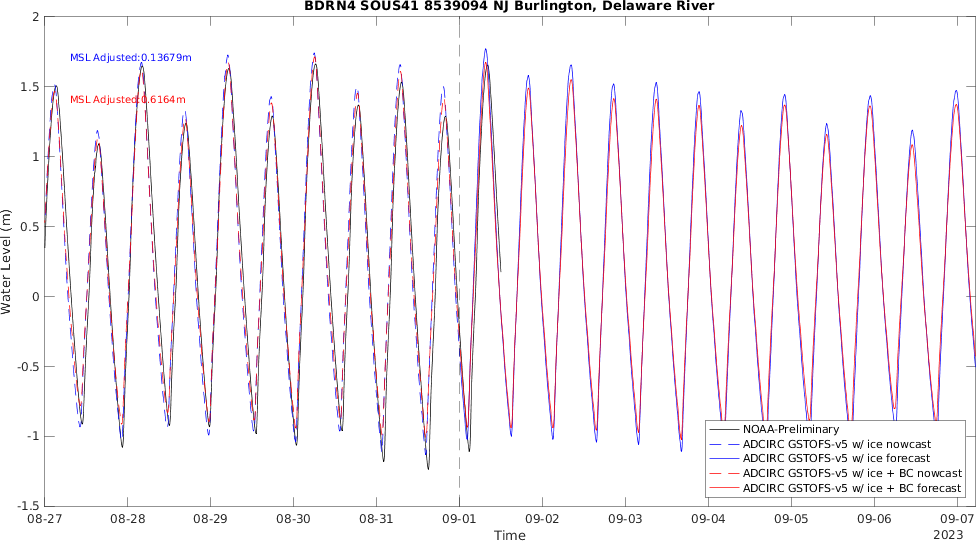 BDRN4 SOUS41 8539094 NJ Burlington, Delaware River
2
1.5
1
0.5
0
-0.5
-1
-1.5
Water Level (m)
MSL Adjusted:0.13679m
MSL Adjusted:0.6164m
NOAA-Preliminary
ADCIRC GSTOFS-v5 w/ ice nowcast
ADCIRC GSTOFS-v5 w/ ice forecast
ADCIRC GSTOFS-v5 w/ ice + BC nowcast
ADCIRC GSTOFS-v5 w/ ice + BC forecast
08-27 08-28 08-29 08-30 08-31 09-01 09-02 09-03 09-04 09-05 09-06 09-07
Time
2023